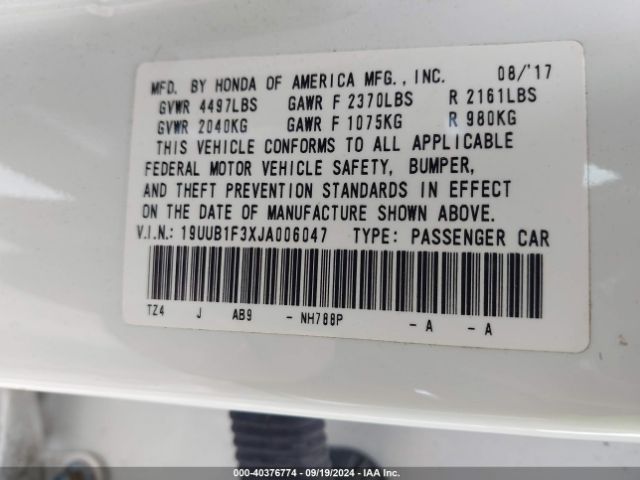 MFD. BY HONDA OF AMERICA MFG., INC. 08/'17
GVWR 4497LBS GAWR F 2370LBS R 2161LBS
GVWR 2040KG GAWR F 1075KG R 980KG
THIS VEHICLE CONFORMS TO ALL APPLICABLE
FEDERAL MOTOR VEHICLE SAFETY, BUMPER,
AND THEFT PREVENTION STANDARDS IN EFFECT
ON THE DATE OF MANUFACTURE SHOWN ABOVE.
V.I.N.: 19UUB1F3XJA006047 TYPE: PASSENGER CAR
TZ4 J AB9 - NH788P - A - A
000-40376774 - 09/19/2024 - IAA Inc.